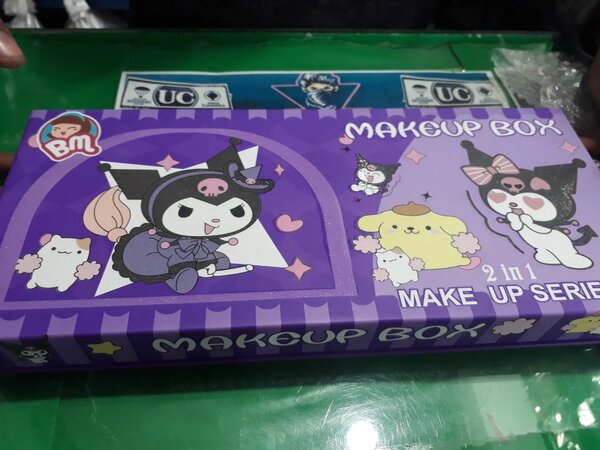 UC
UC
BM
MAKEUP BOX
2 in 1
MAKE UP SERIE
MAKEUP BOX